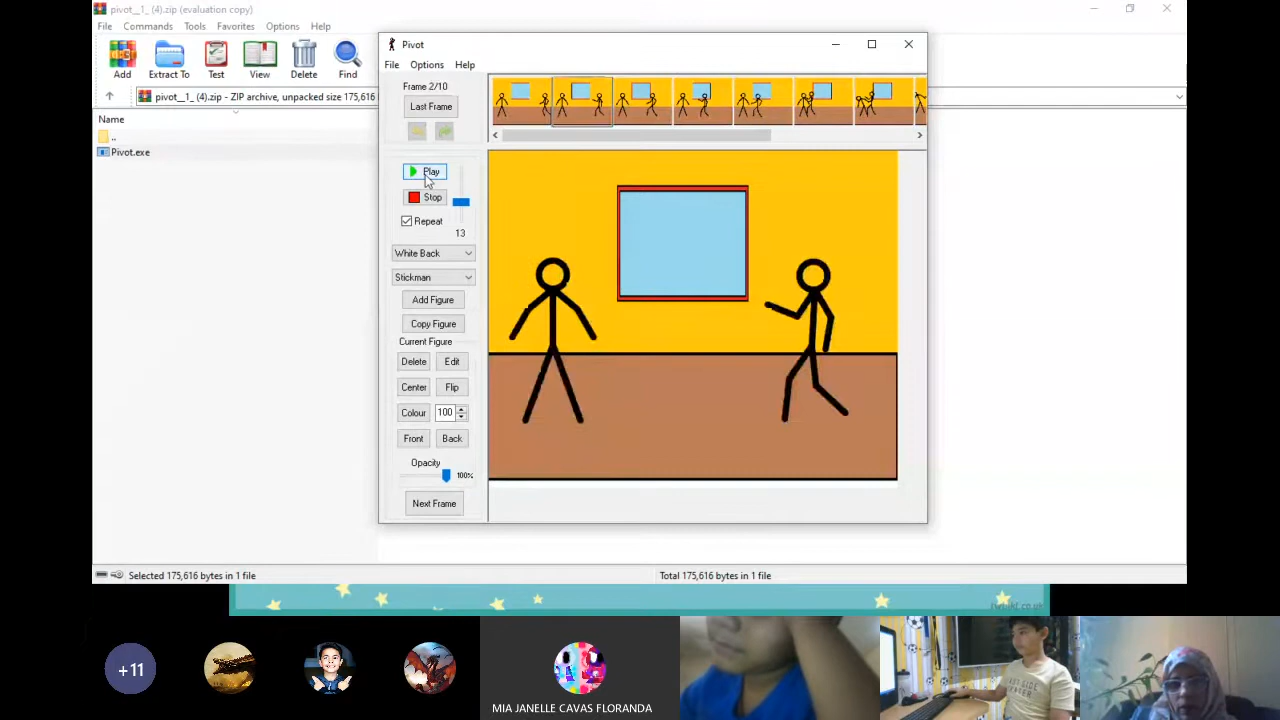 pivot__1_ (4).zip (evaluation copy)
File Commands Tools Favorites Options Help
Add Extract To Test View Delete Find
pivot__1_ (4).zip - ZIP archive, unpacked size 175,616
Name
..
Pivot.exe
Pivot
File Options Help
Frame 2/10
Last Frame
Play
Stop
Repeat
13
White Back
Stickman
Add Figure
Copy Figure
Current Figure
Delete Edit
Center Flip
Colour 100
Front Back
Opacity
100%
Next Frame
Selected 175,616 bytes in 1 file
Total 175,616 bytes in 1 file
+11
MIA JANELLE CAVAS FLORANDA